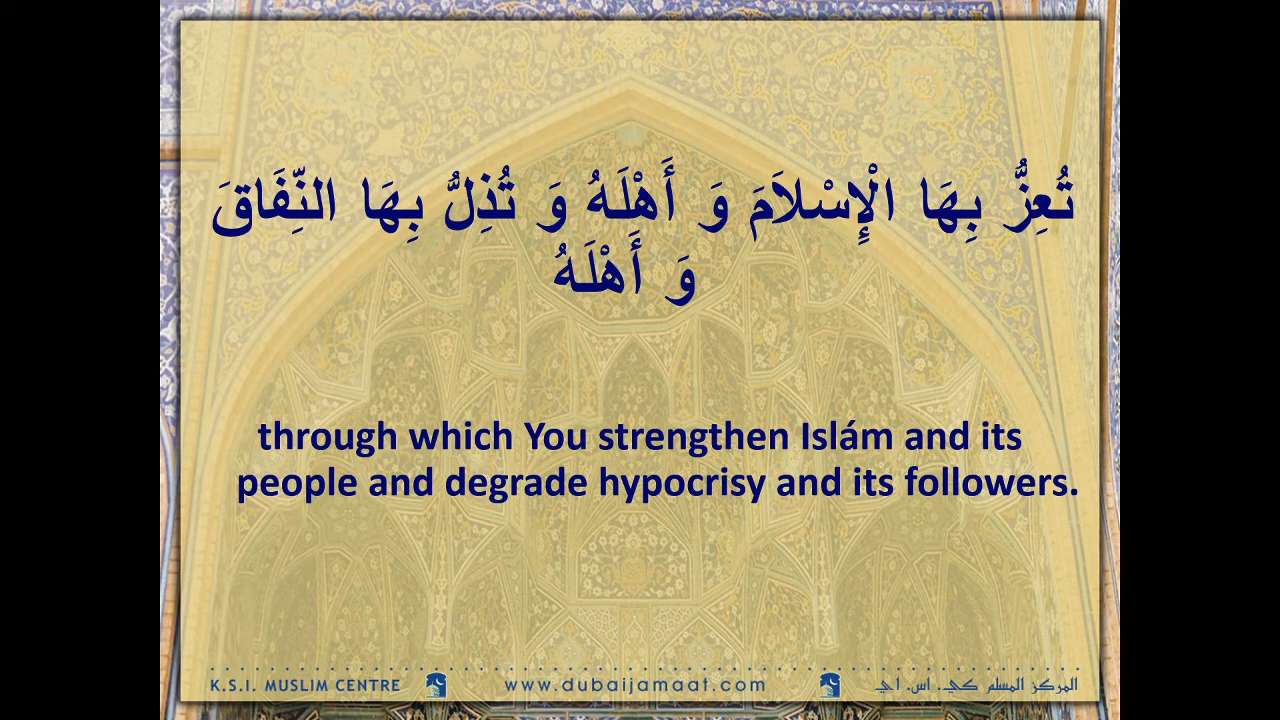 تُعِزُّ بِهَا الْإِسْلاَمَ وَ أَهْلَهُ وَ تُذِلُّ بِهَا النِّفَاقَ
وَ أَهْلَهُ
through which You strengthen Islám and its
people and degrade hypocrisy and its followers.
K.S.I. MUSLIM CENTRE www.dubaijamaat.com المركز المسلم كي. اس. اي